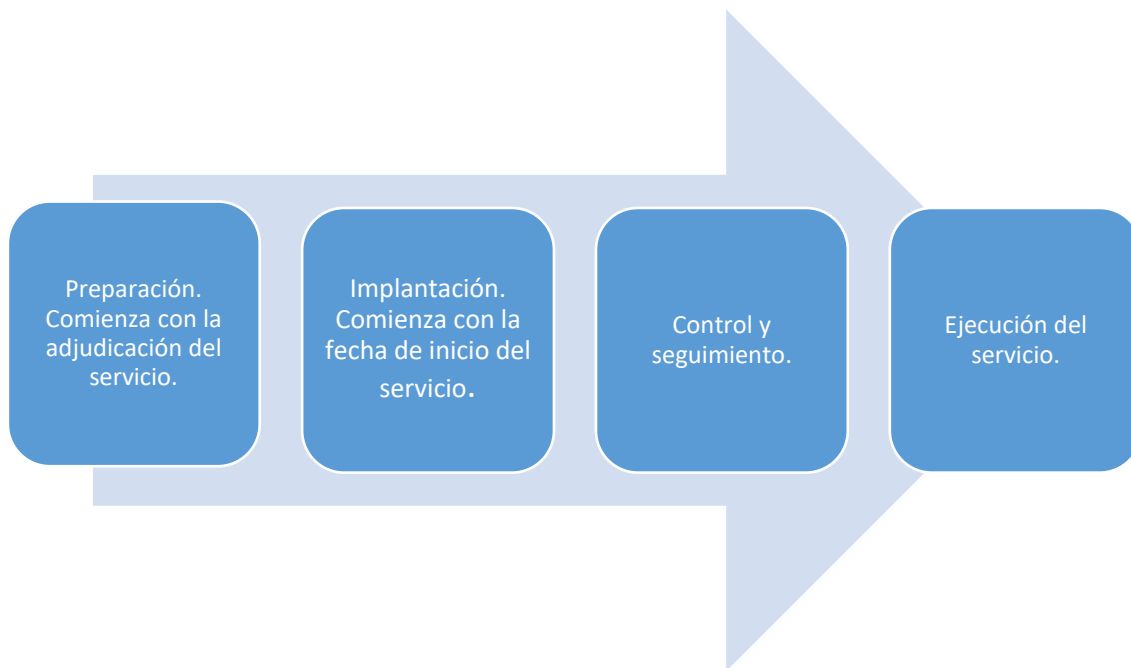 Preparación.
Comienza con la
adjudicación del
servicio.
Implantación.
Comienza con la
fecha de inicio del
servicio.
Control y
seguimiento.
Ejecución del
servicio.